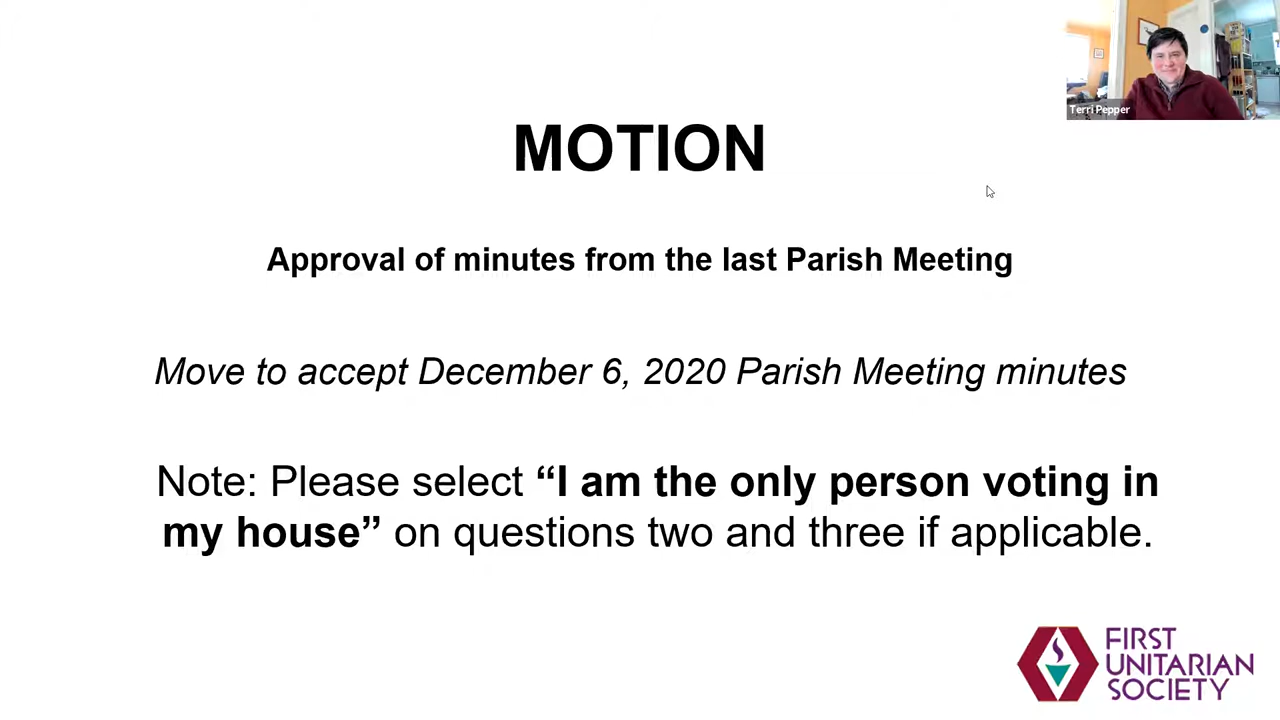 Terri Pepper
MOTION
Approval of minutes from the last Parish Meeting
Move to accept December 6, 2020 Parish Meeting minutes
Note: Please select “I am the only person voting in
my house” on questions two and three if applicable.
FIRST
UNITARIAN
SOCIETY